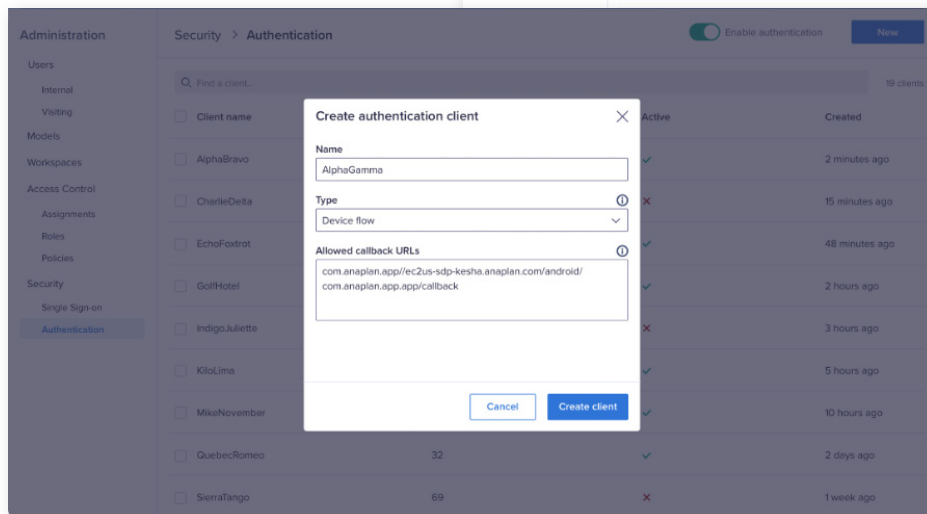 Administration
Security > Authentication
Enable authentication
New
Users
Internal
Visiting
Models
Workspaces
Access Control
Assignments
Roles
Policies
Security
Single Sign-on
Authentication
Find a client...
19 clients
Client name
Active
Created
AlphaBravo
2 minutes ago
CharlieDelta
15 minutes ago
EchoFoxtrot
48 minutes ago
GolfHotel
2 hours ago
IndigoJuliette
3 hours ago
KiloLima
5 hours ago
MikeNovember
10 hours ago
QuebecRomeo
32
2 days ago
SierraTango
69
1 week ago
Create authentication client
Name
AlphaGamma
Type
Device flow
Allowed callback URLs
com.anaplan.app//ec2us-sdp-kesha.anaplan.com/android/
com.anaplan.app.app/callback
Cancel
Create client